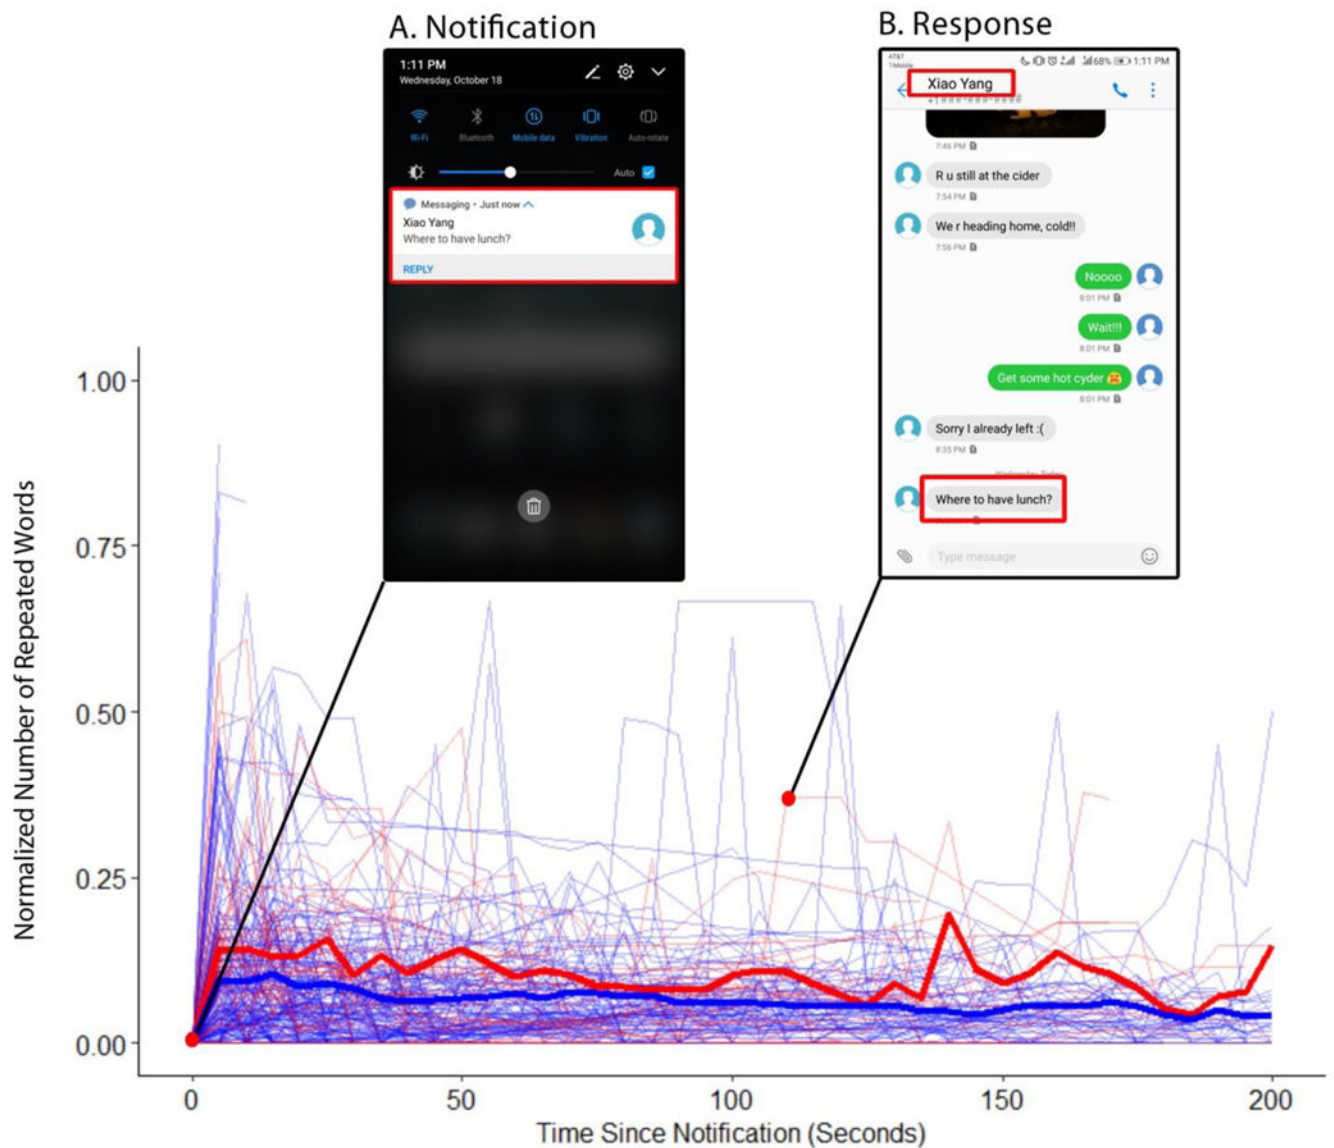 A. Notification
B. Response
1:11 PM
Wednesday, October 18
Wi-Fi
Bluetooth
Mobile data
Vibration
Auto-rotate
Auto
Messaging • Just now
Xiao Yang
Where to have lunch?
REPLY
AT&T
T-Mobile
68%
1:11 PM
Xiao Yang
7:46 PM
R u still at the cider
7:54 PM
We r heading home, cold!!
7:56 PM
Noooo
8:01 PM
Wait!!!
8:01 PM
Get some hot cyder
8:01 PM
Sorry I already left :(
8:35 PM
Where to have lunch?
Type message
Normalized Number of Repeated Words
1.00
0.75
0.50
0.25
0.00
0
50
100
150
200
Time Since Notification (Seconds)